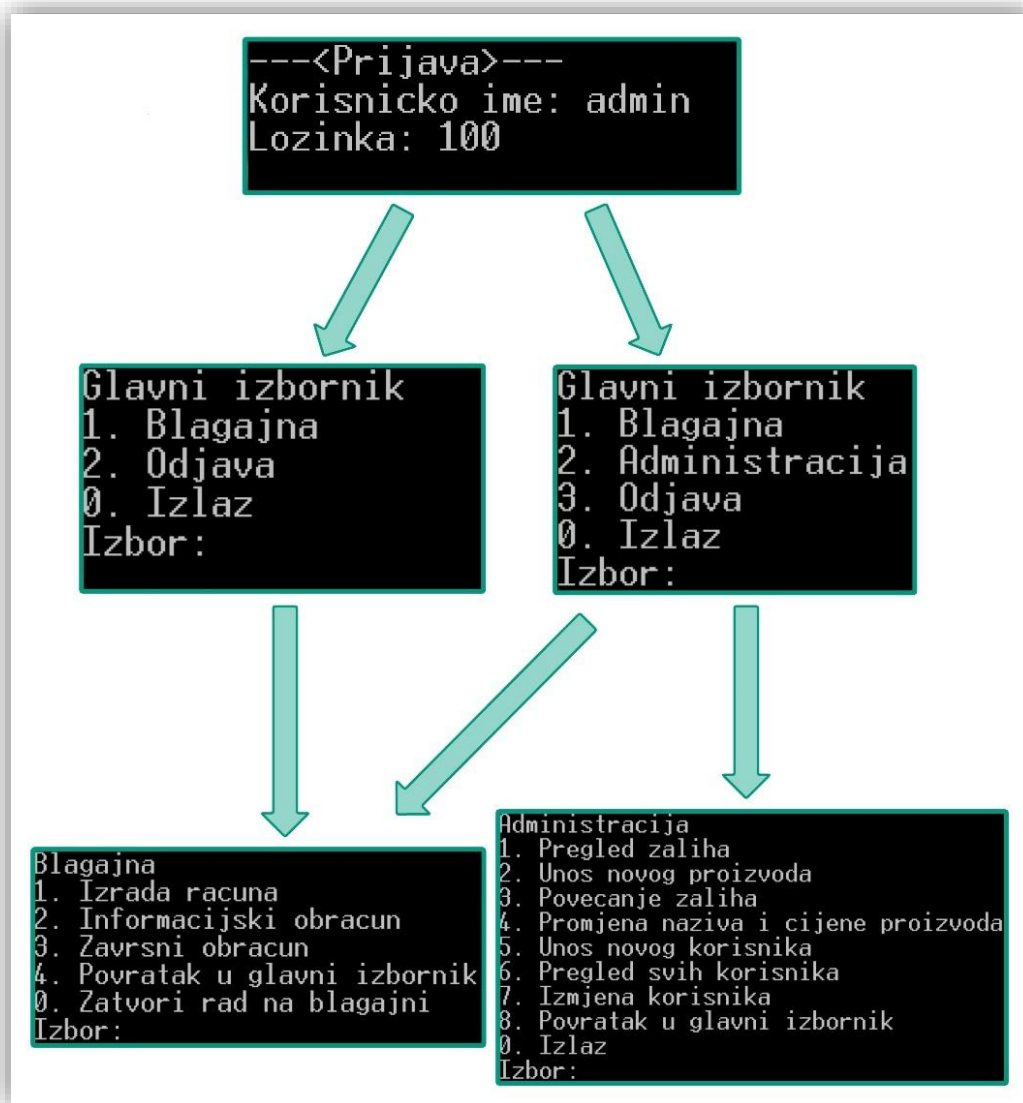 ---<Prijava>---
Korisnicko ime: admin
Lozinka: 100
Glavni izbornik
1. Blagajna
2. Odjava
0. Izlaz
Izbor:
Glavni izbornik
1. Blagajna
2. Administracija
3. Odjava
0. Izlaz
Izbor:
Blagajna
1. Izrada racuna
2. Informacijski obracun
3. Zavrsni obracun
4. Povratak u glavni izbornik
0. Zatvori rad na blagajni
Izbor:
Administracija
1. Pregled zaliha
2. Unos novog proizvoda
3. Povecanje zaliha
4. Promjena naziva i cijene proizvoda
5. Unos novog korisnika
6. Pregled svih korisnika
7. Izmjena korisnika
8. Povratak u glavni izbornik
0. Izlaz
Izbor: